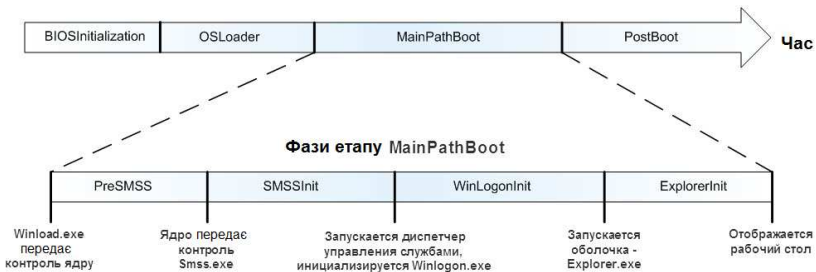 BIOSInitialization
OSLoader
MainPathBoot
PostBoot
Час
Фази етапу MainPathBoot
PreSMSS
SMSSInit
WinLogonInit
ExplorerInit
Winload.exe
передає
контроль ядру
Ядро передає
контроль
Smss.exe
Запускается диспетчер
управления службами,
инициализируется Winlogon.exe
Запускается
оболочка -
Explorer.exe
Отображается
рабочий стол